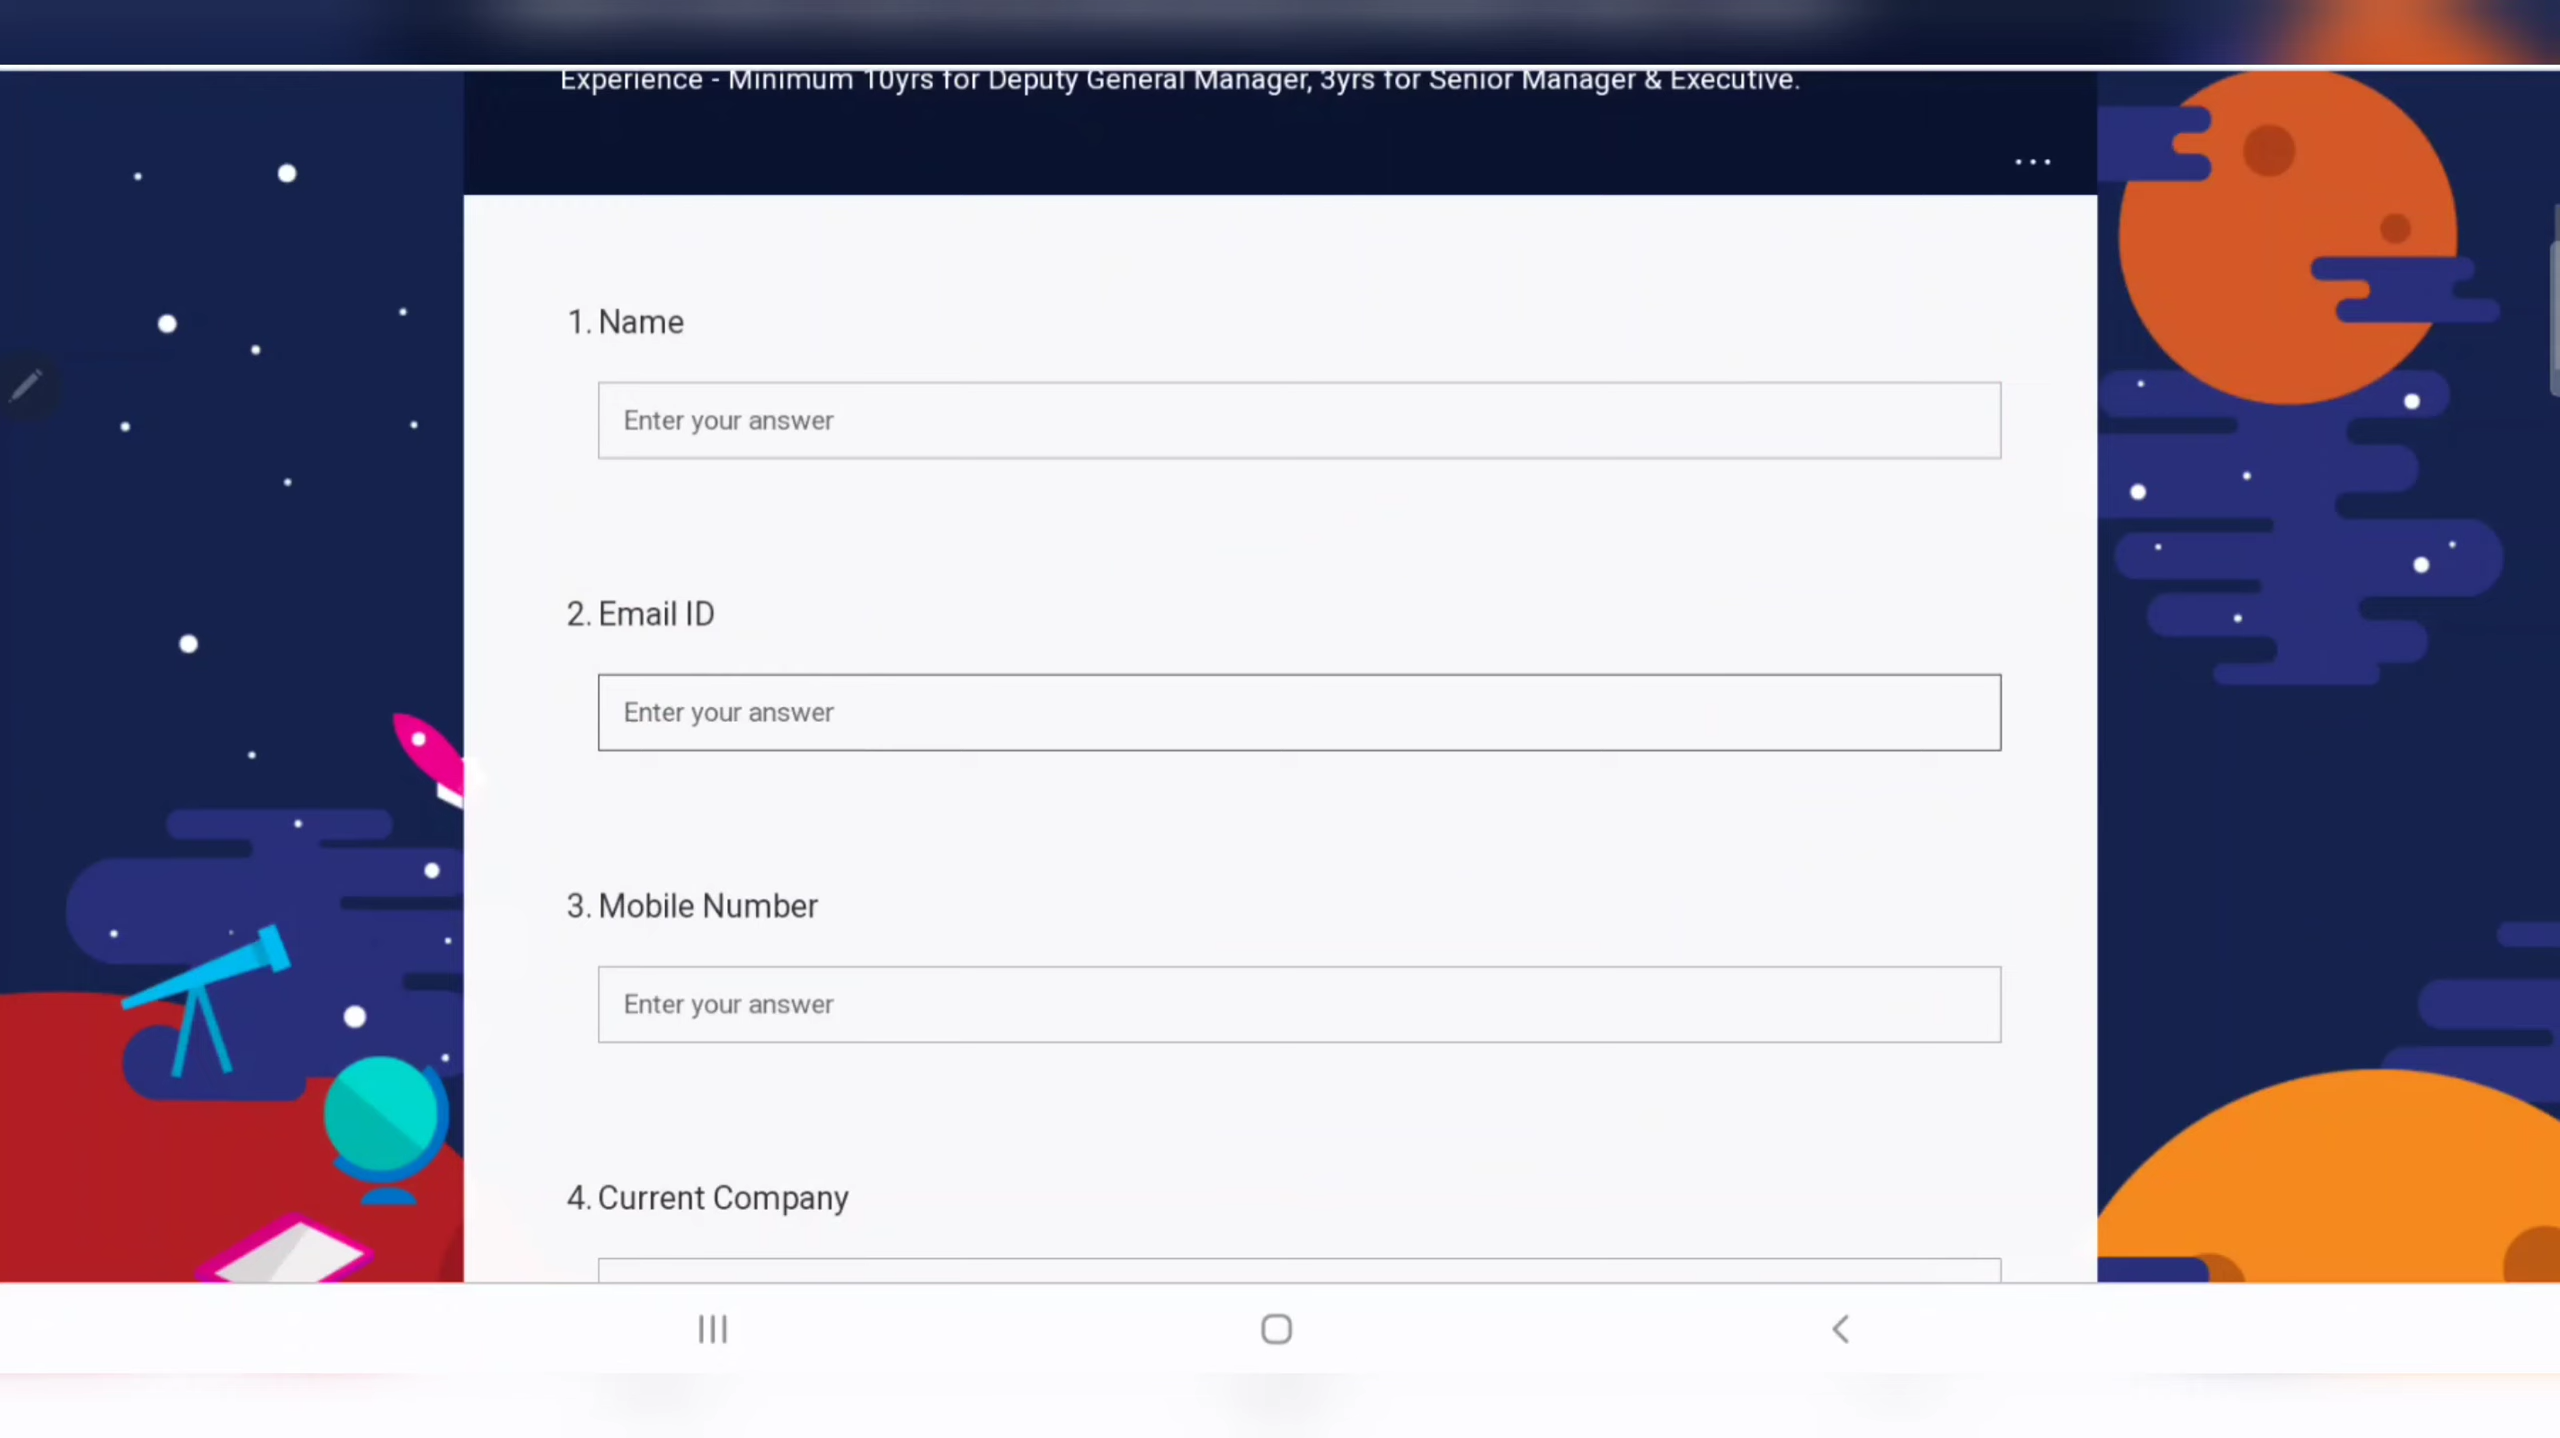 Experience - Minimum 10yrs for Deputy General Manager, 3yrs for Senior Manager & Executive.
1. Name
Enter your answer
2. Email ID
Enter your answer
3. Mobile Number
Enter your answer
4. Current Company